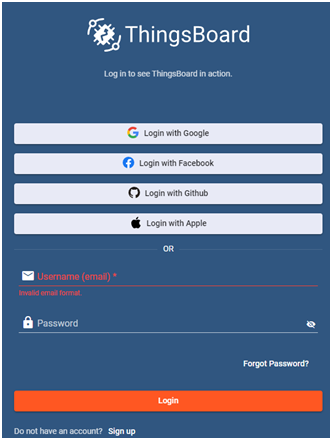 ThingsBoard
Log in to see ThingsBoard in action.
Login with Google
Login with Facebook
Login with Github
Login with Apple
OR
Username (email) *
Invalid email format.
Password
Forgot Password?
Login
Do not have an account? Sign up